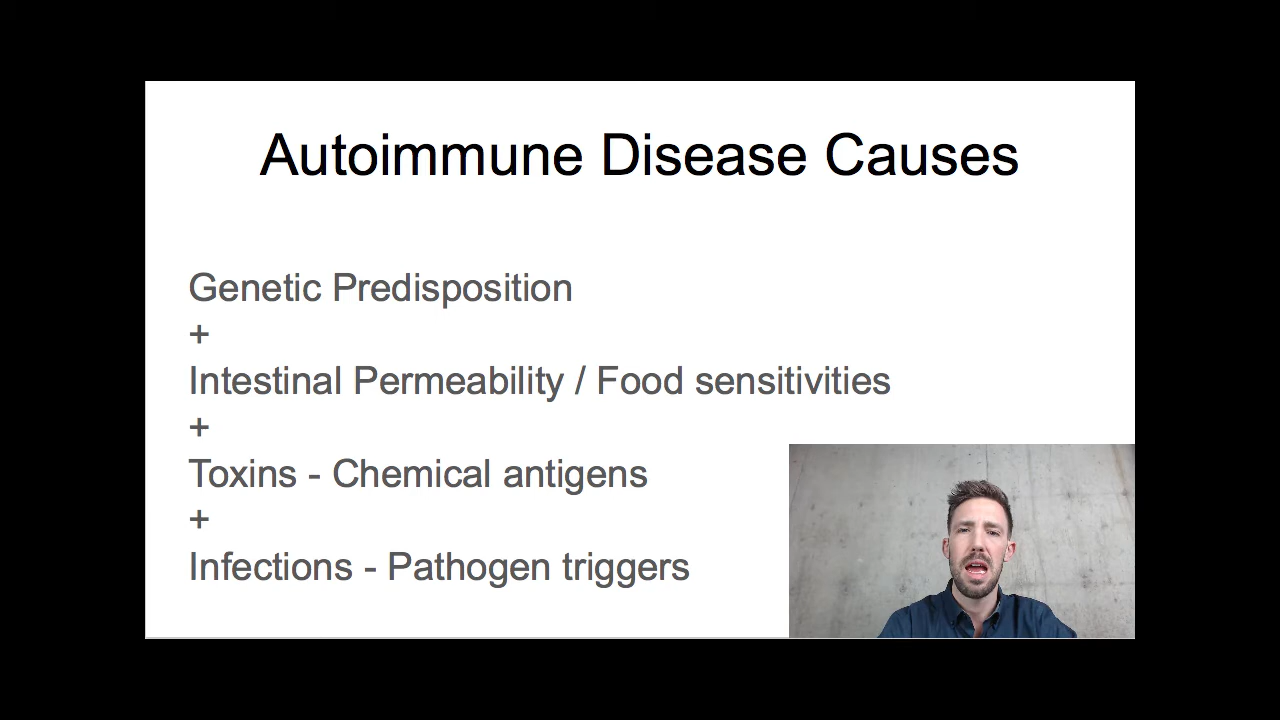 Autoimmune Disease Causes
Genetic Predisposition
+
Intestinal Permeability / Food sensitivities
+
Toxins - Chemical antigens
+
Infections - Pathogen triggers